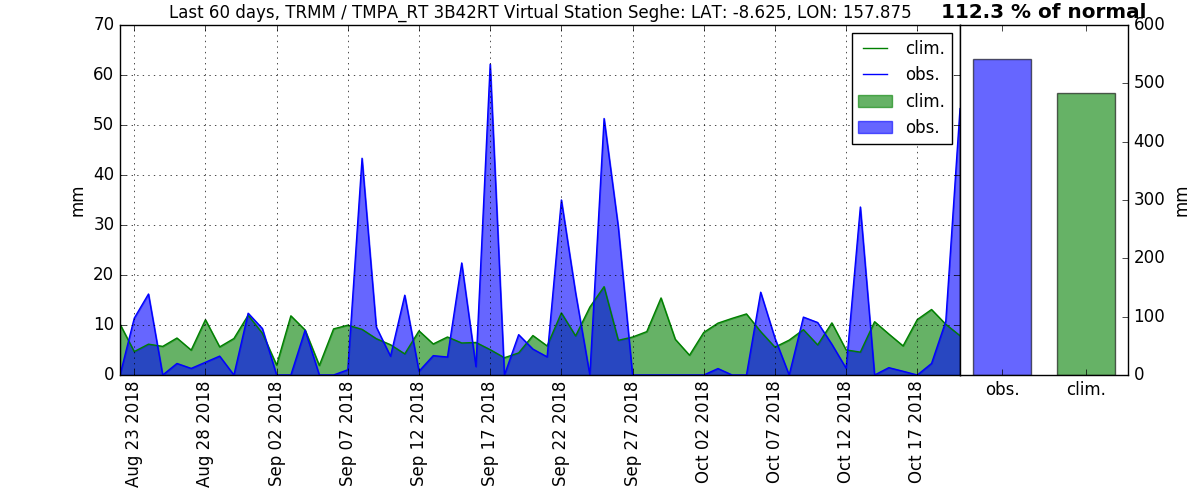 Last 60 days, TRMM / TMPA_RT 3B42RT Virtual Station Seghe: LAT: -8.625, LON: 157.875
112.3 % of normal
70
60
50
40
30
20
10
0
mm
clim.
obs.
clim.
obs.
600
500
400
300
200
100
0
mm
obs.
clim.
Aug 23 2018
Aug 28 2018
Sep 02 2018
Sep 07 2018
Sep 12 2018
Sep 17 2018
Sep 22 2018
Sep 27 2018
Oct 02 2018
Oct 07 2018
Oct 12 2018
Oct 17 2018